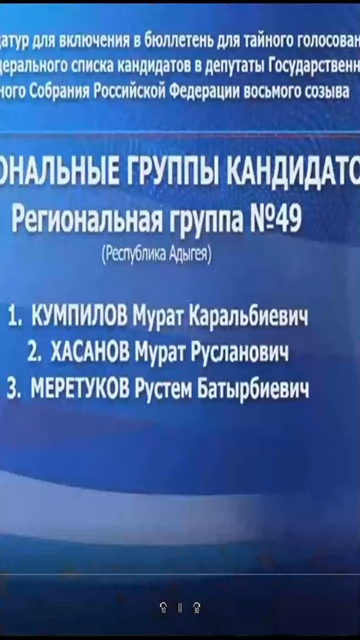 датур для включения в бюллетень для тайного голосован
дерального списка кандидатов в депутаты Государственн
ного Собрания Российской Федерации восьмого созыва
ОНАЛЬНЫЕ ГРУППЫ КАНДИДАТО
Региональная группа №49
(Республика Адыгея)
1. КУМПИЛОВ Мурат Каральбиевич
2. ХАСАНОВ Мурат Русланович
3. МЕРЕТУКОВ Рустем Батырбиевич